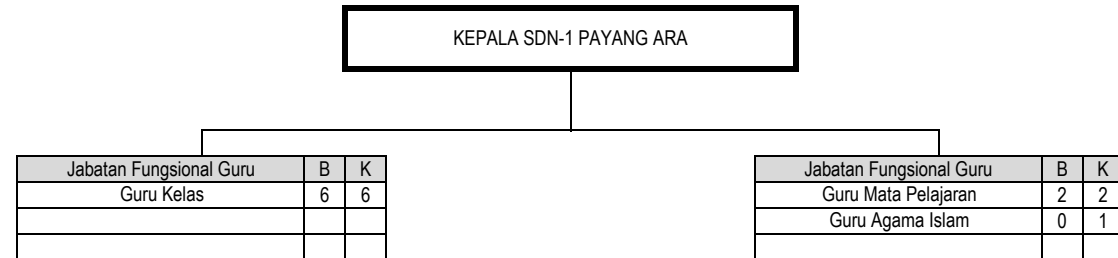 KEPALA SDN-1 PAYANG ARA
Jabatan Fungsional Guru B K
Guru Kelas 6 6
Jabatan Fungsional Guru B K
Guru Mata Pelajaran 2 2
Guru Agama Islam 0 1